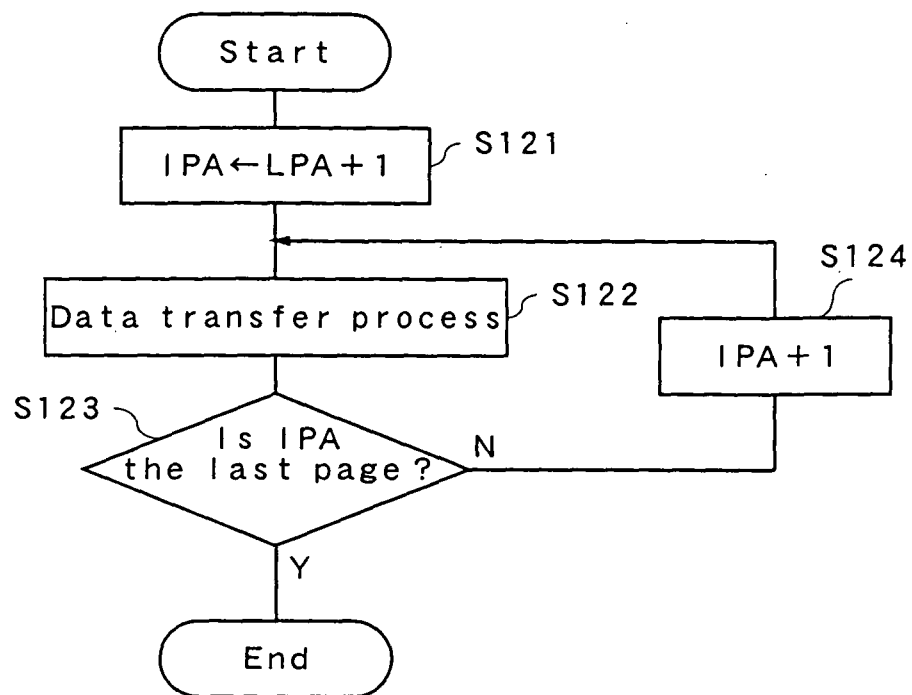 Start
IPA←LPA+1
S121
S124
Data transfer process
S122
IPA+1
S123
Is IPA
the last page?
N
Y
End